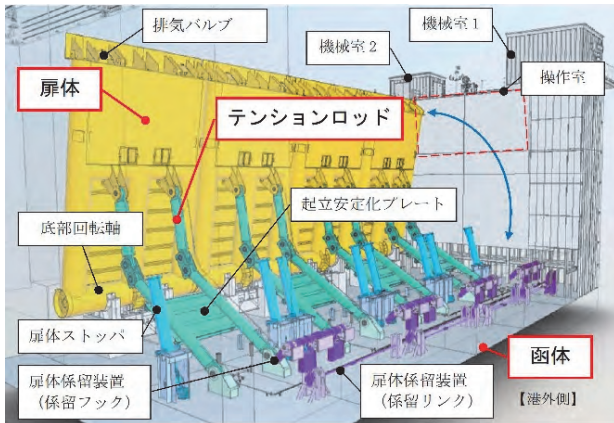 排気バルブ
機械室1
機械室2
扉体
操作室
テンションロッド
起立安定化プレート
底部回転軸
扉体ストッパ
函体
扉体係留装置
(係留フック)
扉体係留装置
(係留リンク)
【港外側】